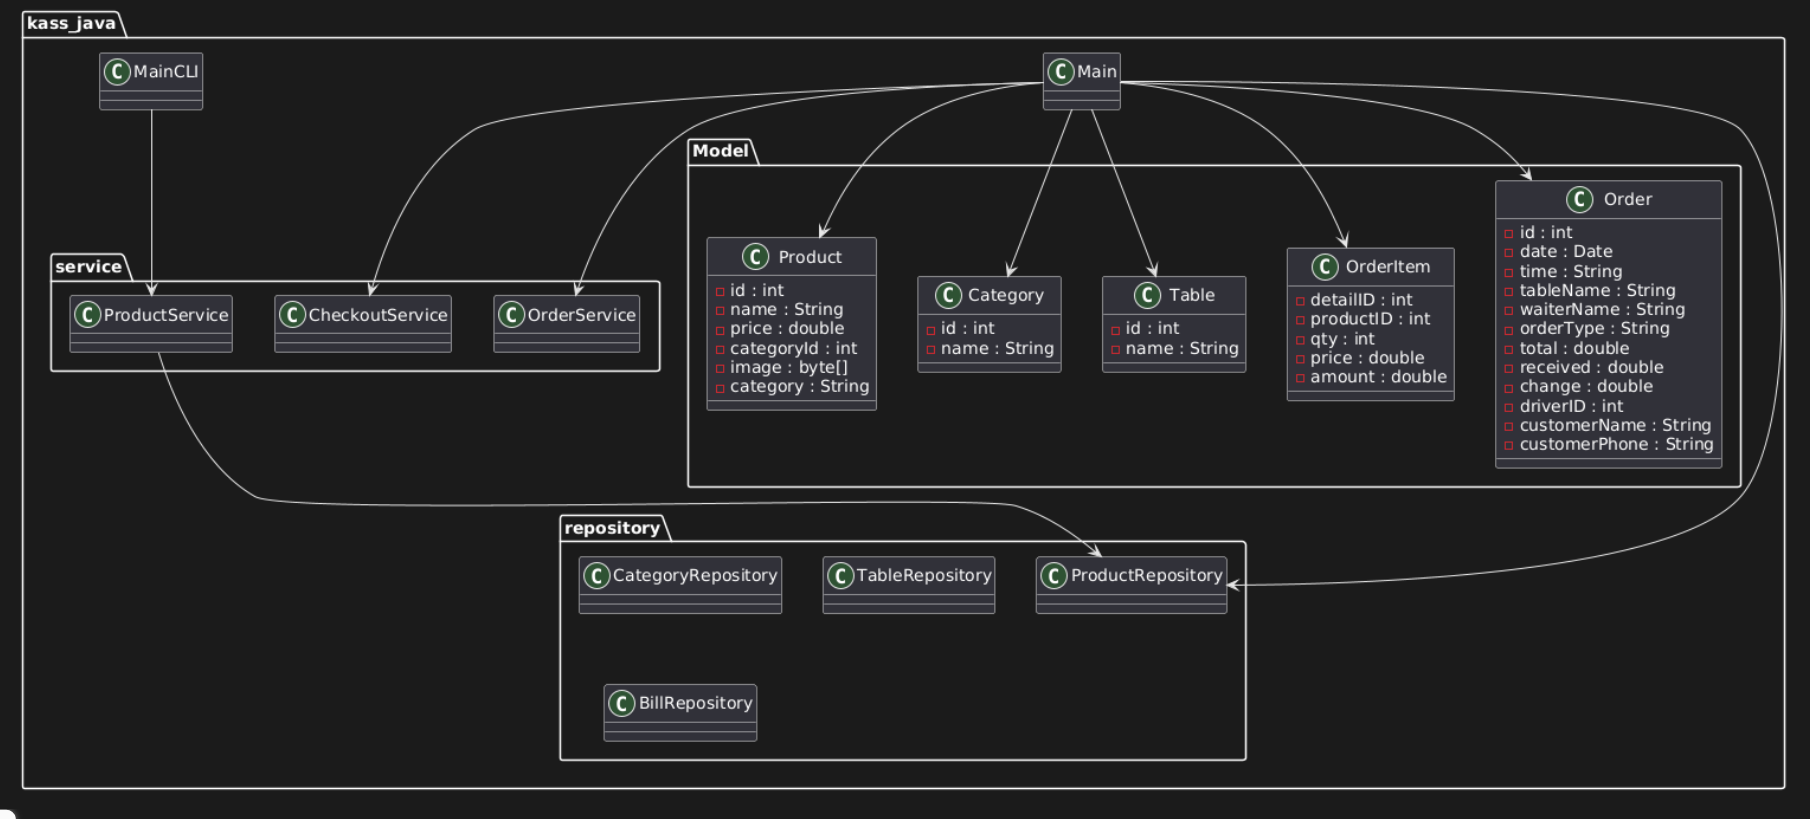 kass_java
C MainCLI
C Main
Model
C Order
id : int
date : Date
time : String
tableName : String
waiterName : String
orderType : String
total : double
received : double
change : double
driverID : int
customerName : String
customerPhone : String
C Product
id : int
name : String
price : double
categoryId : int
image : byte[]
category : String
C Category
id : int
name : String
C Table
id : int
name : String
C OrderItem
detailID : int
productID : int
qty : int
price : double
amount : double
service
C ProductService
C CheckoutService
C OrderService
repository
C CategoryRepository
C TableRepository
C ProductRepository
C BillRepository